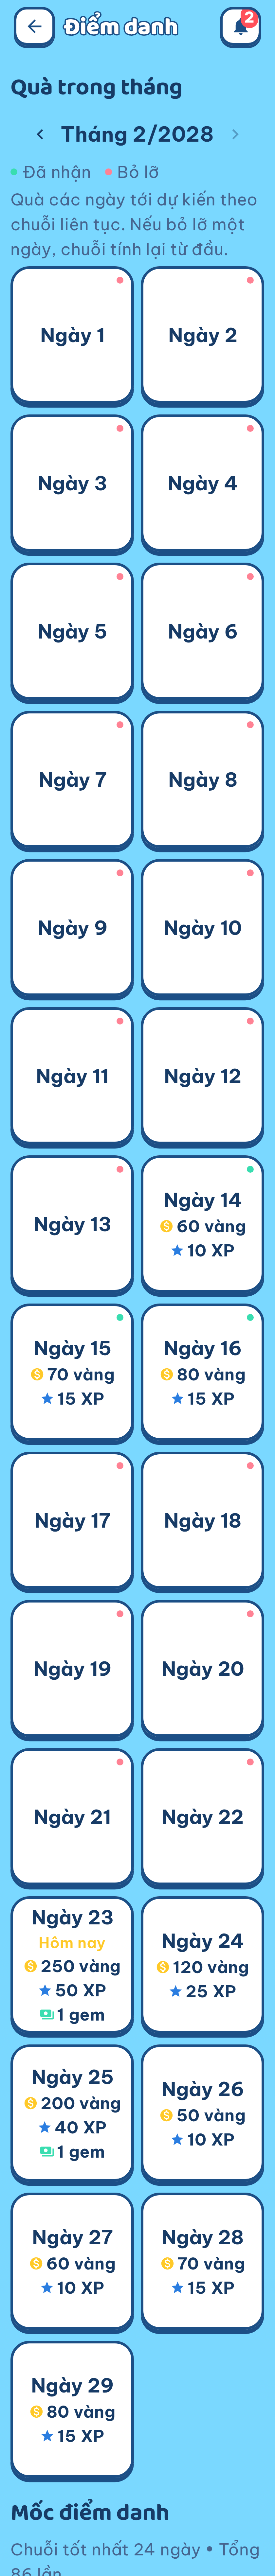 Điểm danh
2
Quà trong tháng
Tháng 2/2028
Đã nhận
Bỏ lỡ
Quà các ngày tới dự kiến theo
chuỗi liên tục. Nếu bỏ lỡ một
ngày, chuỗi tính lại từ đầu.
Ngày 1
Ngày 2
Ngày 3
Ngày 4
Ngày 5
Ngày 6
Ngày 7
Ngày 8
Ngày 9
Ngày 10
Ngày 11
Ngày 12
Ngày 13
Ngày 14
60 vàng
10 XP
Ngày 15
70 vàng
15 XP
Ngày 16
80 vàng
15 XP
Ngày 17
Ngày 18
Ngày 19
Ngày 20
Ngày 21
Ngày 22
Ngày 23
Hôm nay
250 vàng
50 XP
1 gem
Ngày 24
120 vàng
25 XP
Ngày 25
200 vàng
40 XP
1 gem
Ngày 26
50 vàng
10 XP
Ngày 27
60 vàng
10 XP
Ngày 28
70 vàng
15 XP
Ngày 29
80 vàng
15 XP
Mốc điểm danh
Chuỗi tốt nhất 24 ngày • Tổng
86 lần